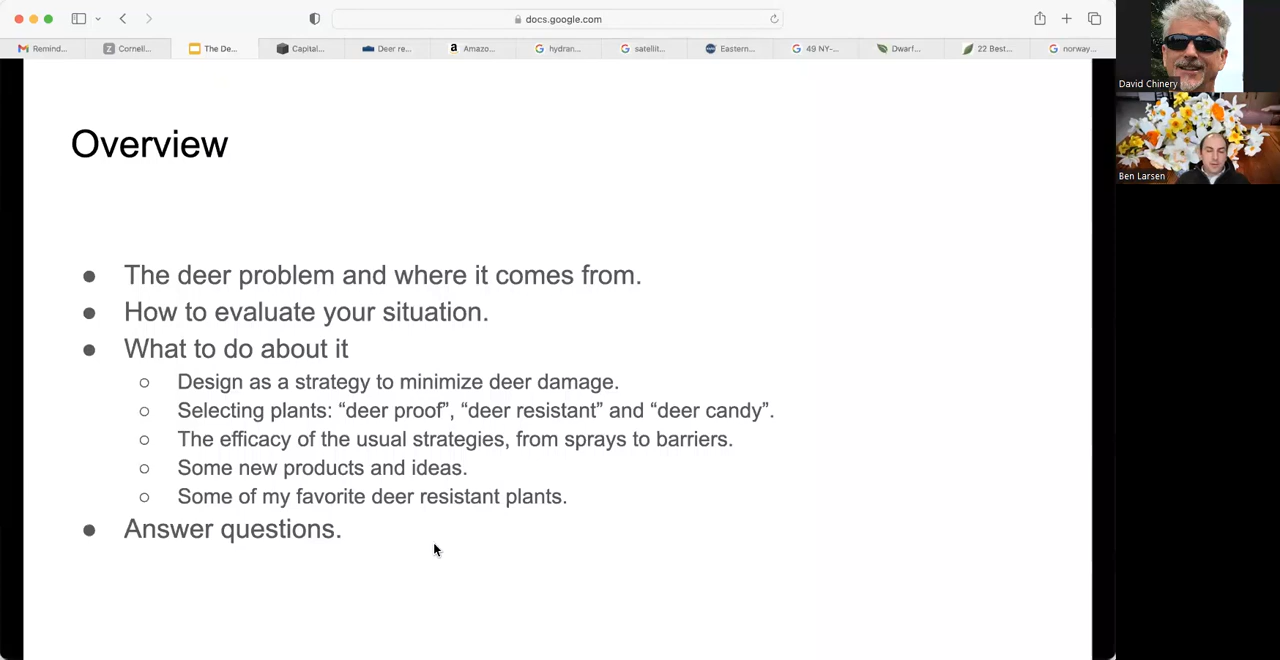 docs.google.com
Remind...
Cornell...
The De...
Capital...
Deer re...
Amazo...
hydran...
satellit...
Eastern...
49 NY-...
Dwarf...
22 Best...
norway...
David Chinery
Ben Larsen
Overview
● The deer problem and where it comes from.
● How to evaluate your situation.
● What to do about it
○ Design as a strategy to minimize deer damage.
○ Selecting plants: “deer proof”, “deer resistant” and “deer candy”.
○ The efficacy of the usual strategies, from sprays to barriers.
○ Some new products and ideas.
○ Some of my favorite deer resistant plants.
● Answer questions.